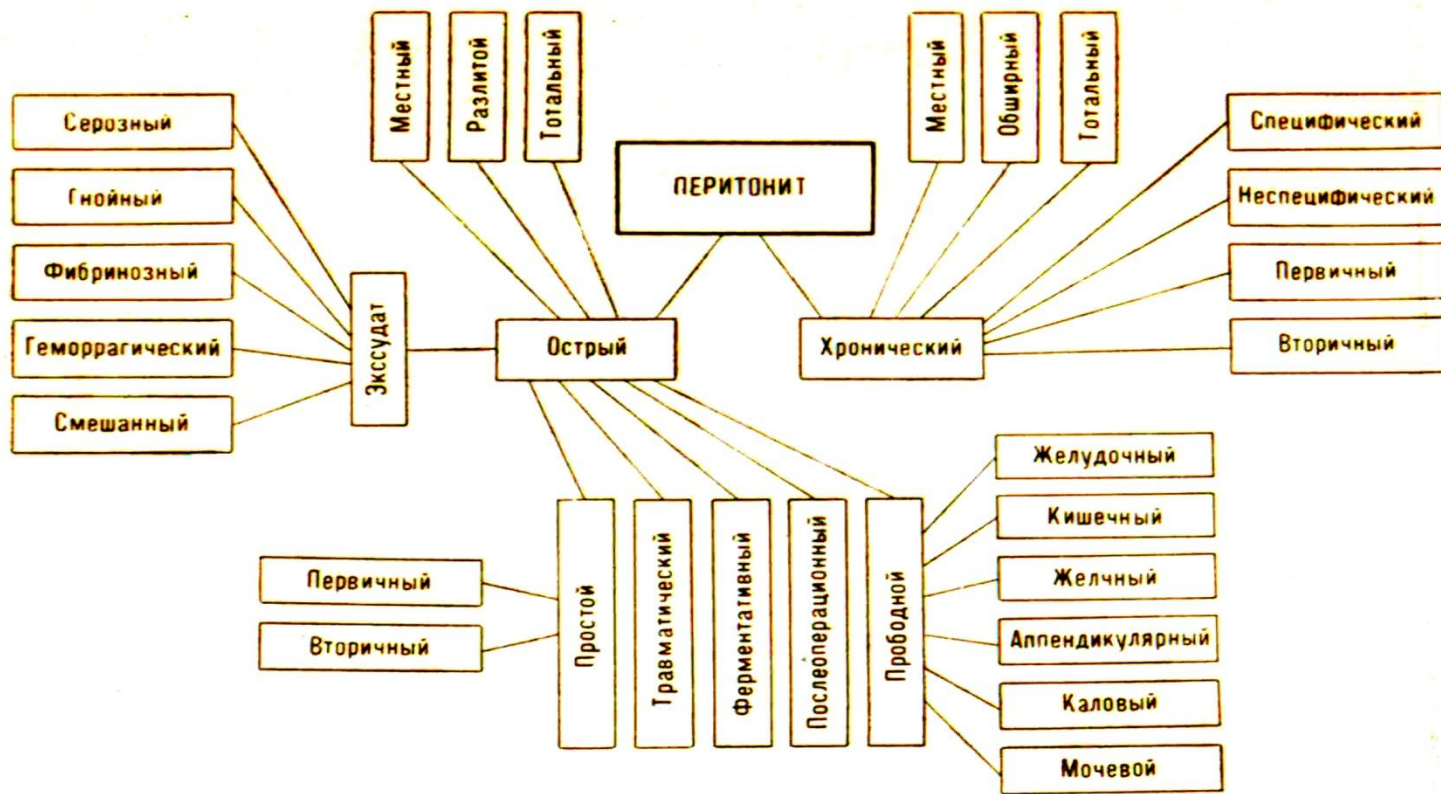 ПЕРИТОНИТ
Местный
Разлитой
Тотальный
Местный
Обширный
Тотальный
Серозный
Гнойный
Фибринозный
Геморрагический
Смешанный
Экссудат
Острый
Хронический
Специфический
Неспецифический
Первичный
Вторичный
Первичный
Вторичный
Простой
Травматический
Ферментативный
Послеоперационный
Прободной
Желудочный
Кишечный
Желчный
Аппендикулярный
Каловый
Мочевой